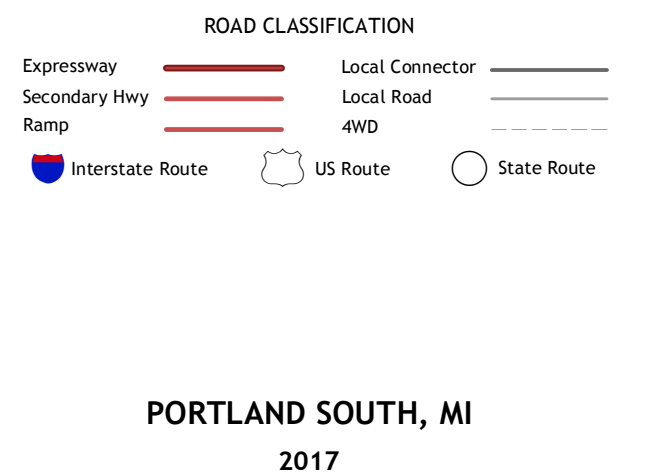 ROAD CLASSIFICATION
Expressway
Local Connector
Secondary Hwy
Local Road
Ramp
4WD
Interstate Route
US Route
State Route
PORTLAND SOUTH, MI
2017